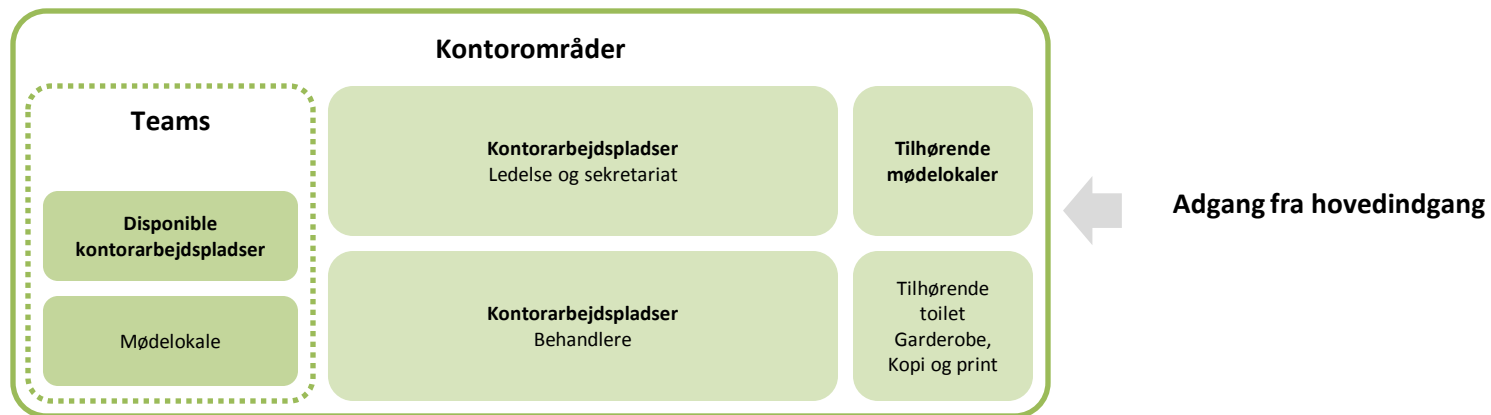 Kontorområder
Teams
Disponible
kontorarbejdspladser
Mødelokale
Kontorarbejdspladser
Ledelse og sekretariat
Kontorarbejdspladser
Behandlere
Tilhørende
mødelokaler
Tilhørende
toilet
Garderobe,
Kopi og print
Adgang fra hovedindgang